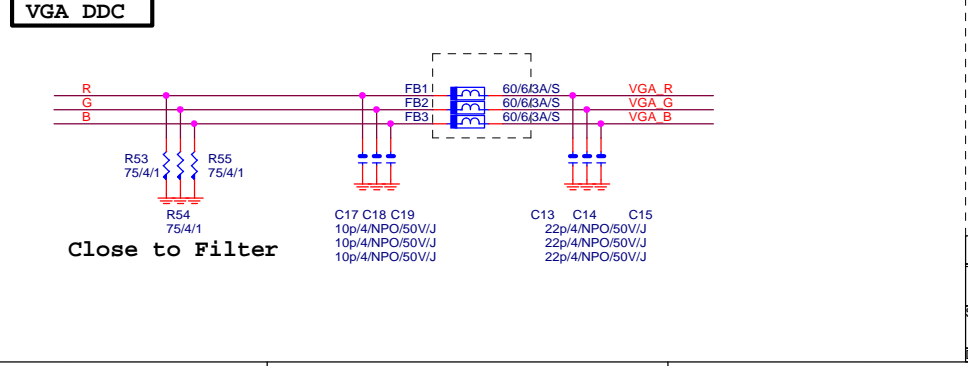 VGA DDC
R FB1 60/6/3A/S VGA_R
G FB2 60/6/3A/S VGA_G
B FB3 60/6/3A/S VGA_B
R53 R55
75/4/1 75/4/1
R54 C17 C18 C19 C13 C14 C15
75/4/1 10p/4/NPO/50V/J 22p/4/NPO/50V/J
10p/4/NPO/50V/J 22p/4/NPO/50V/J
10p/4/NPO/50V/J 22p/4/NPO/50V/J
Close to Filter